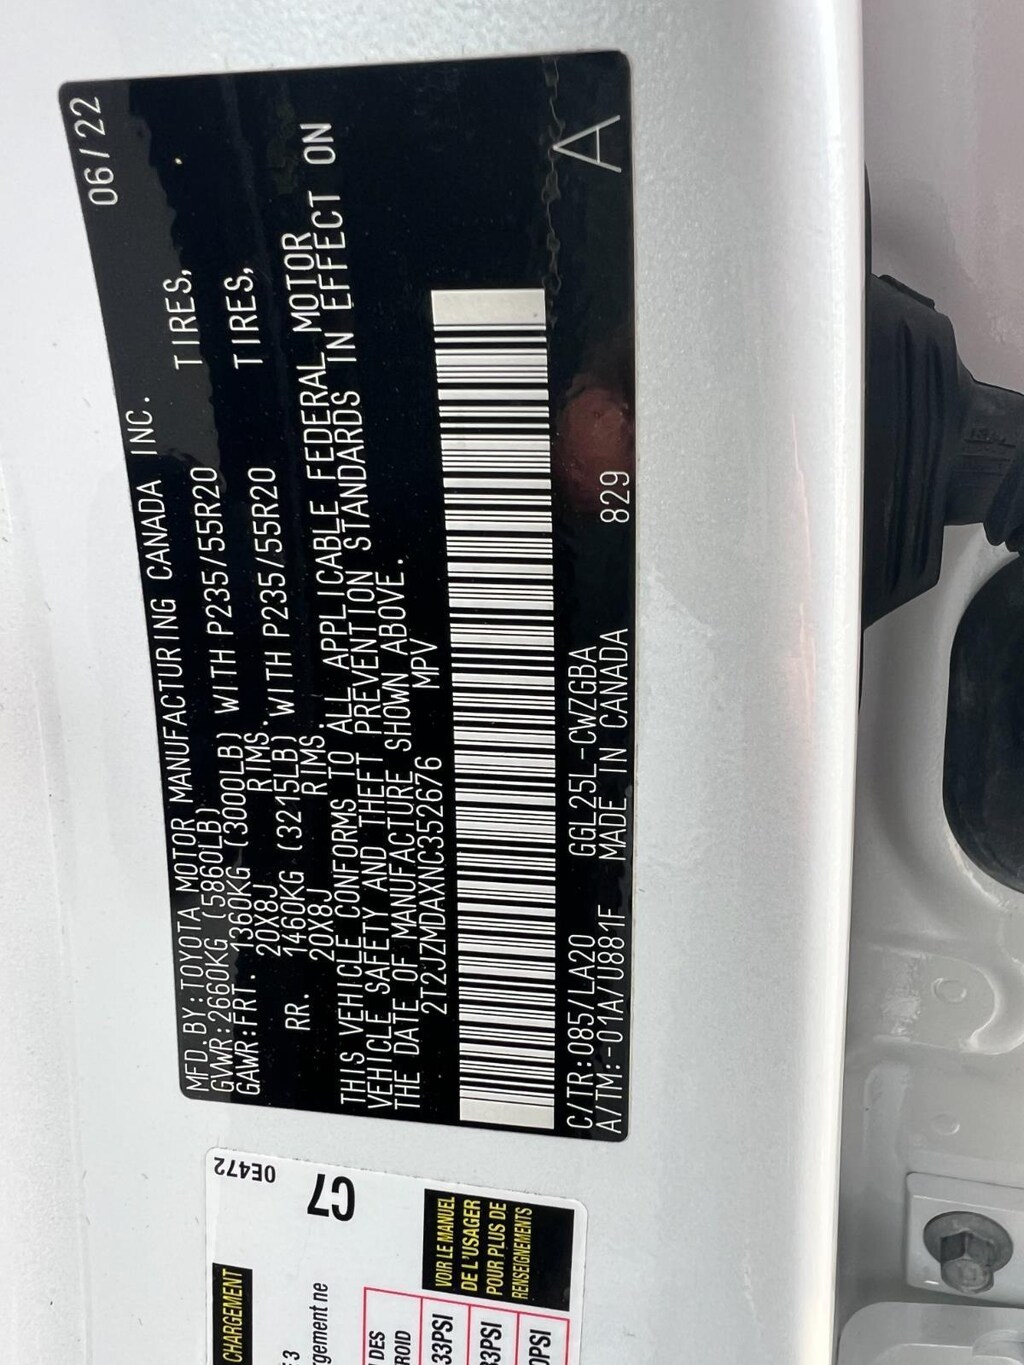 MFD.BY:TOYOTA MOTOR MANUFACTURING CANADA INC. 06/22
GVWR:2660KG (5860LB)
GAWR:FRT. 1360KG (3000LB) WITH P235/55R20 TIRES,
20X8J RIMS.
RR. 1460KG (3215LB) WITH P235/55R20 TIRES,
20X8J RIMS.
THIS VEHICLE CONFORMS TO ALL APPLICABLE FEDERAL MOTOR
VEHICLE SAFETY AND THEFT PREVENTION STANDARDS IN EFFECT ON
THE DATE OF MANUFACTURE SHOWN ABOVE.
2T2JZMDAXNC352676 MPV
C/TR:085/LA20 GGL25L-CWZGBA
A/TM:-01A/U881F MADE IN CANADA 829 A
0E472
C7
VOIR LE MANUEL
DE L'USAGER
POUR PLUS DE
RENSEIGNEMENTS
CHARGEMENT
3
ne
DES
33PSI